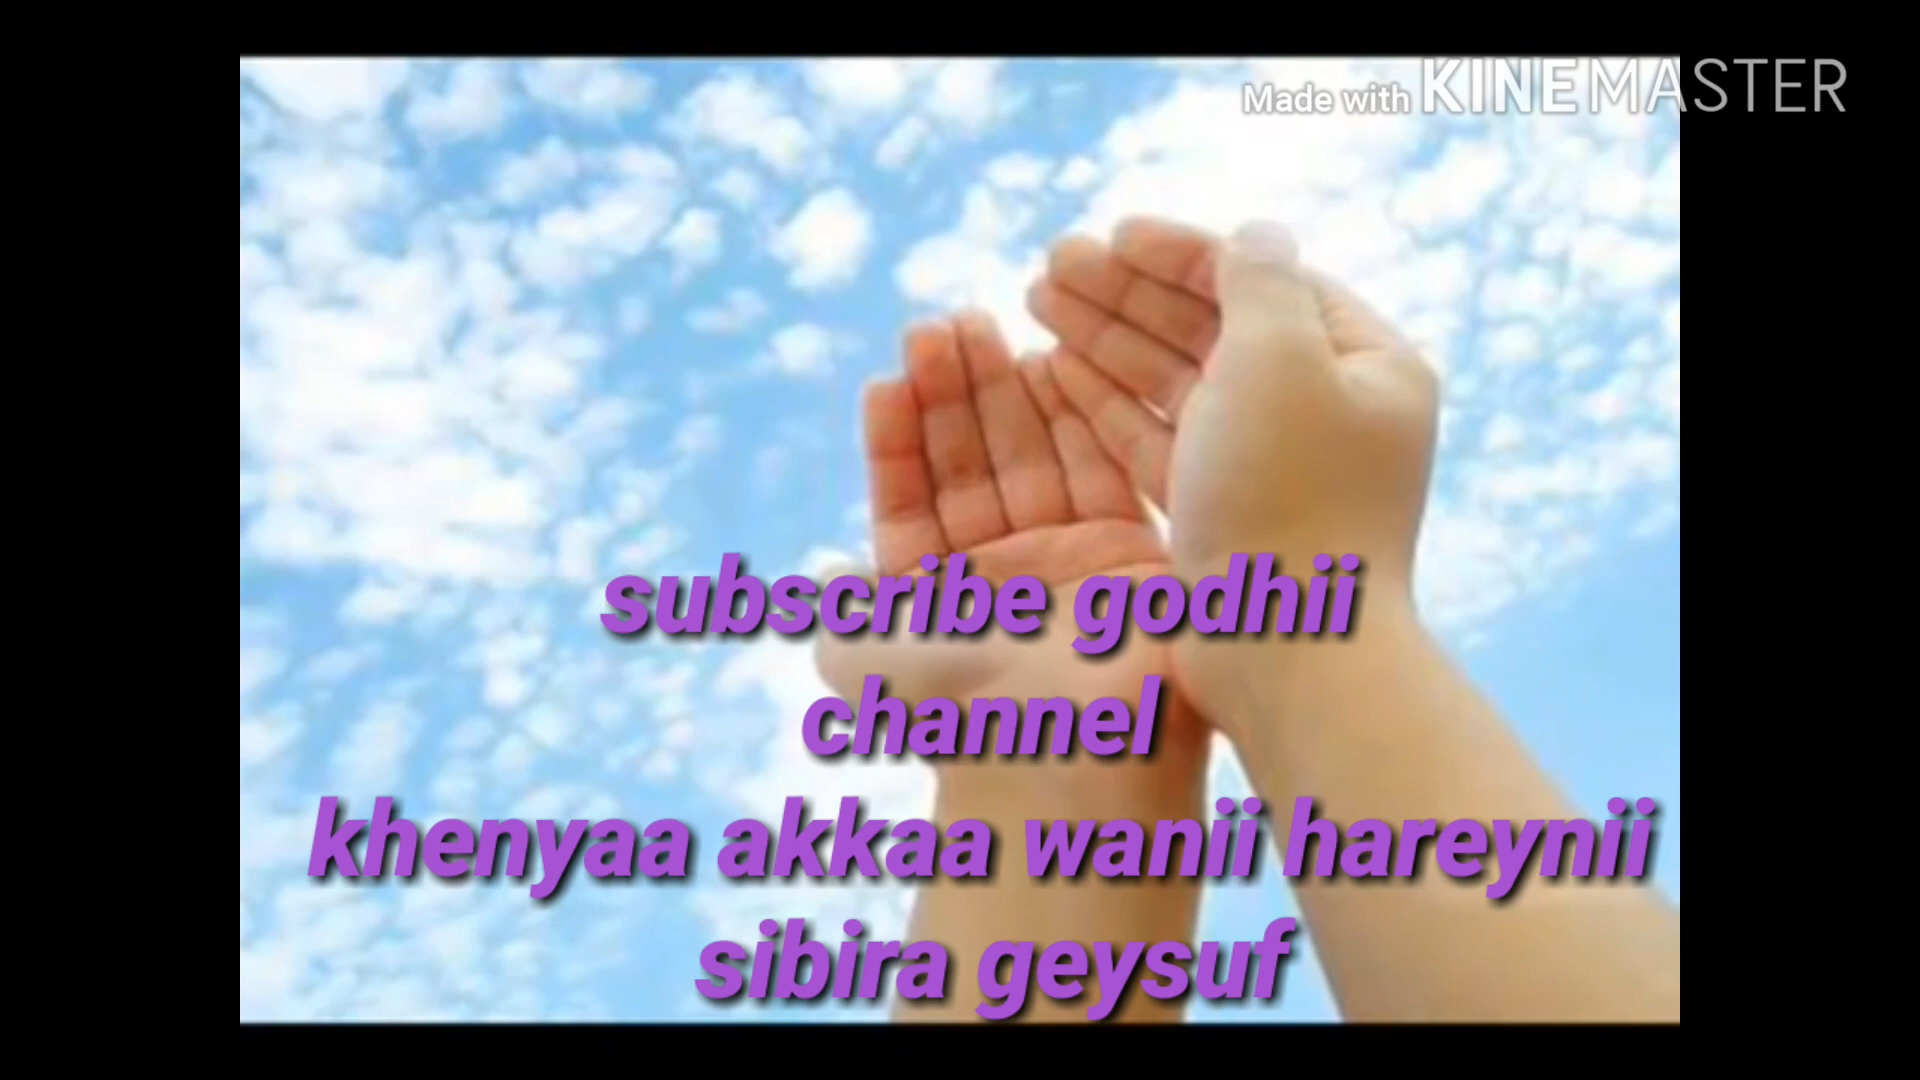 Made with KINEMASTER
subscribe godhii
channel
khenyaa akkaa wanii hareynii
sibira geysuf